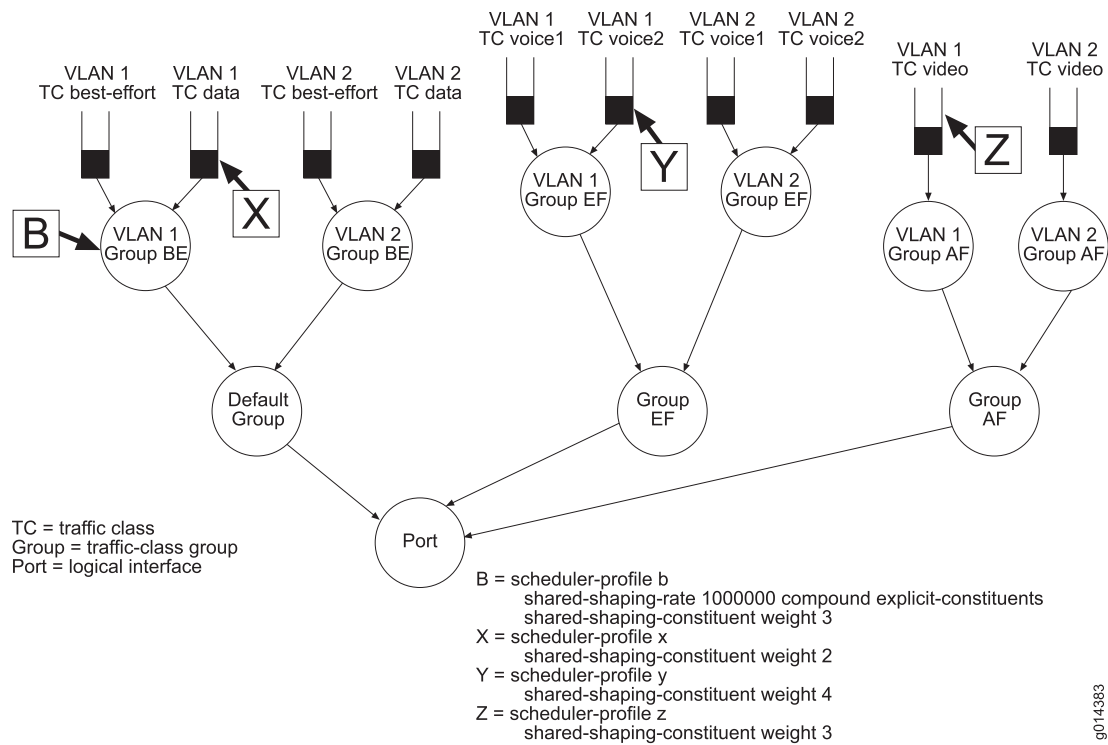 VLAN 1
TC best-effort
VLAN 1
TC data
VLAN 2
TC best-effort
VLAN 2
TC data
VLAN 1
TC voice1
VLAN 1
TC voice2
VLAN 2
TC voice1
VLAN 2
TC voice2
VLAN 1
TC video
VLAN 2
TC video
B
X
Y
Z
VLAN 1
Group BE
VLAN 2
Group BE
VLAN 1
Group EF
VLAN 2
Group EF
VLAN 1
Group AF
VLAN 2
Group AF
Default
Group
Group
EF
Group
AF
Port
TC = traffic class
Group = traffic-class group
Port = logical interface
B = scheduler-profile b
shared-shaping-rate 1000000 compound explicit-constituents
shared-shaping-constituent weight 3
X = scheduler-profile x
shared-shaping-constituent weight 2
Y = scheduler-profile y
shared-shaping-constituent weight 4
Z = scheduler-profile z
shared-shaping-constituent weight 3
g014383